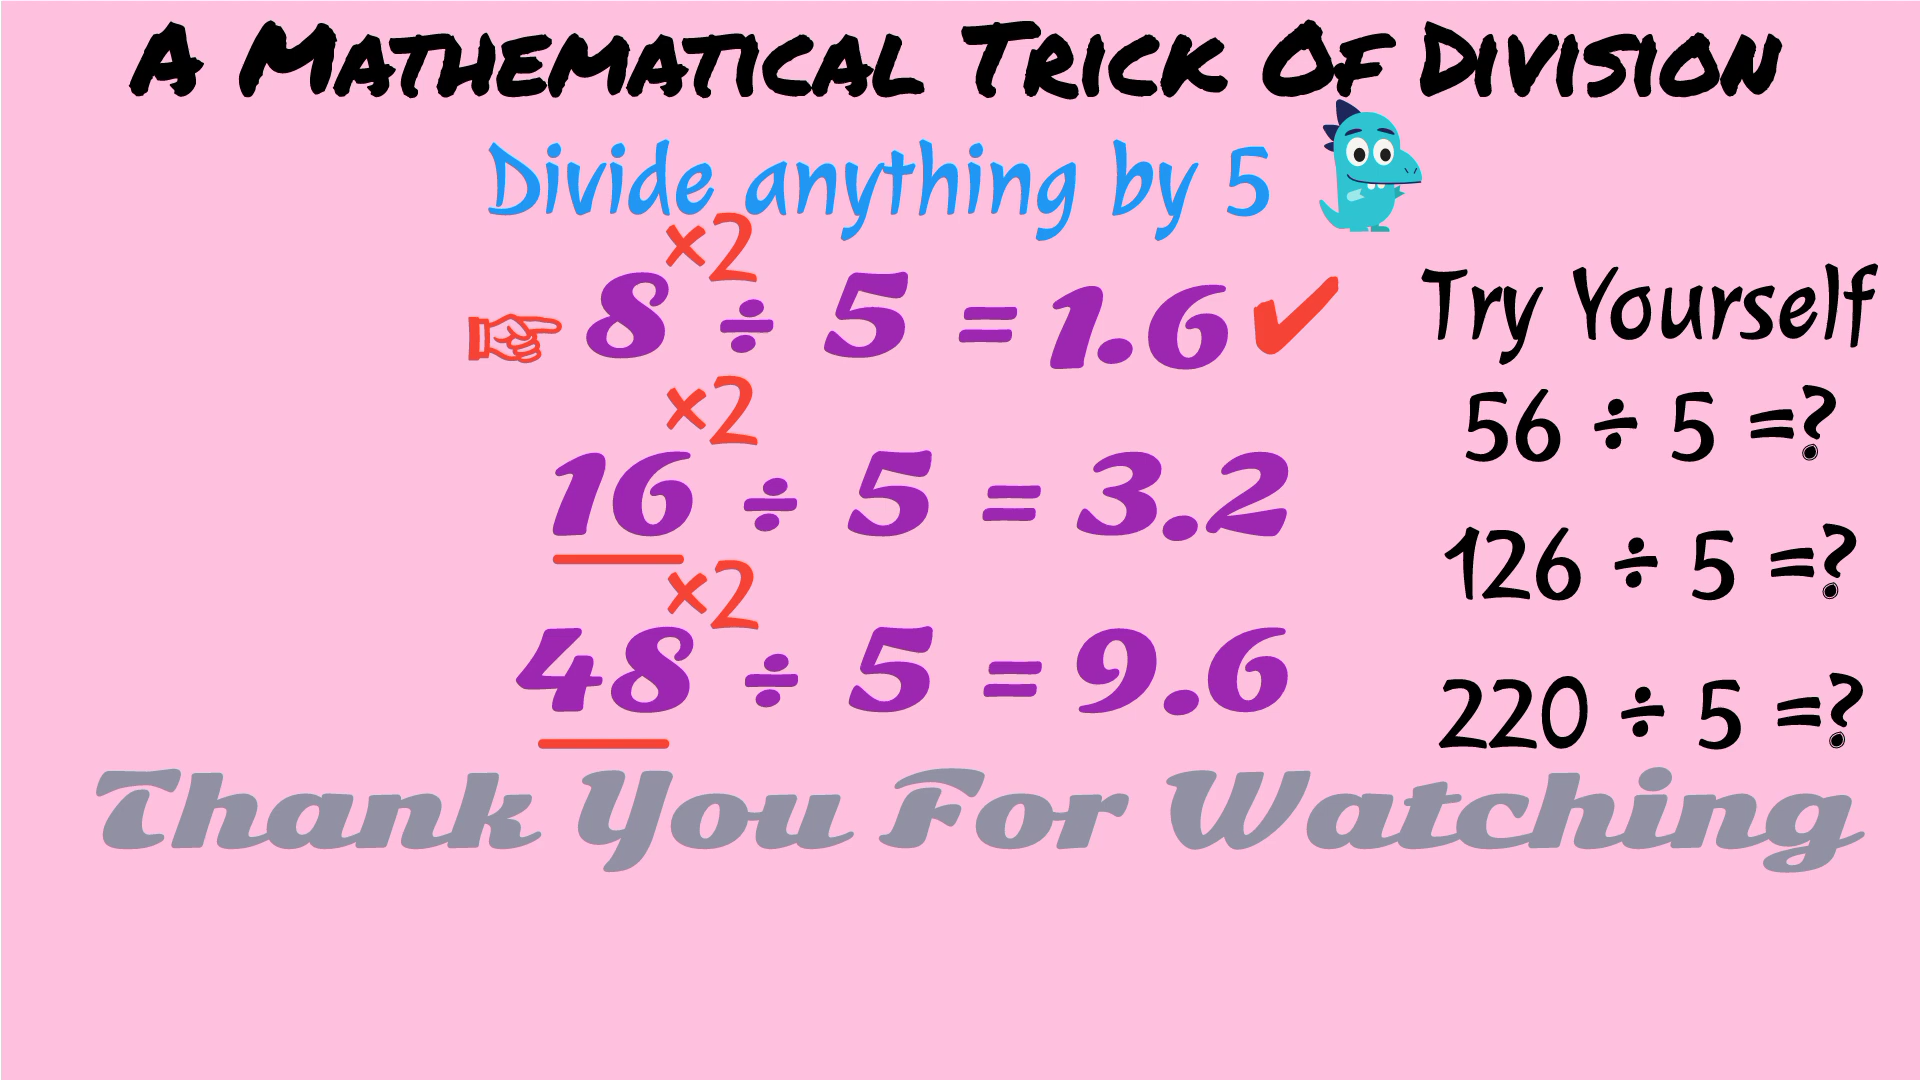 A Mathematical Trick Of Division
Divide anything by 5
×2
8 ÷ 5 = 1.6
×2
16 ÷ 5 = 3.2
×2
48 ÷ 5 = 9.6
Try Yourself
56 ÷ 5 =?
126 ÷ 5 =?
220 ÷ 5 =?
Thank You For Watching